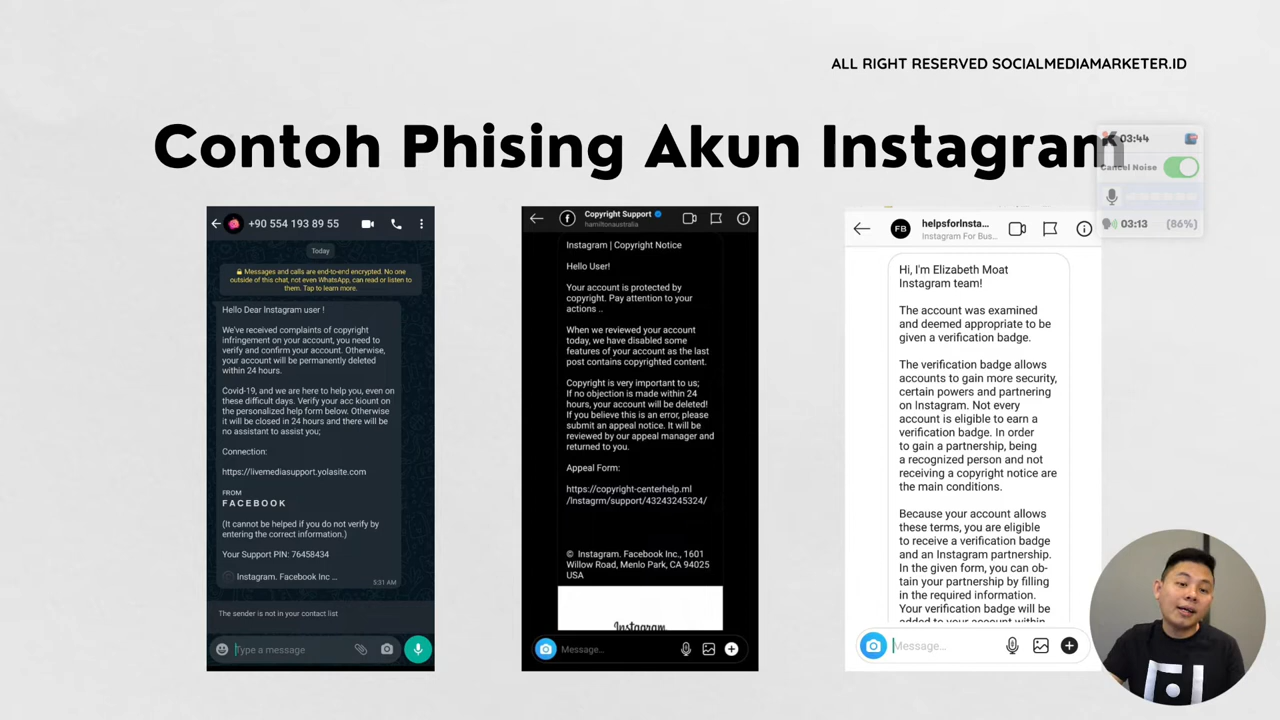 ALL RIGHT RESERVED SOCIALMEDIAMARKETER.ID
Contoh Phising Akun Instagram
03:44
Cancel Noise
03:13 (86%)
+90 554 193 89 55
Today
Messages and calls are end-to-end encrypted. No one
outside of this chat, not even WhatsApp, can read or listen to
them. Tap to learn more.
Hello Dear Instagram user !
We've received complaints of copyright
infringement on your account, you need to
verify and confirm your account. Otherwise,
your account will be permanently deleted
within 24 hours.
Covid-19, and we are here to help you, even on
these difficult days. Verify your acc kiount on
the personalized help form below. Otherwise
it will be closed in 24 hours and there will be
no assistant to assist you;
Connection:
https://livemediasupport.yolasite.com
FROM
FACEBOOK
(It cannot be helped if you do not verify by
entering the correct information.)
Your Support PIN: 76458434
Instagram. Facebook Inc ...
5:31 AM
The sender is not in your contact list
Type a message
Copyright Support
hamiltonaustralia
Instagram | Copyright Notice
Hello User!
Your account is protected by
copyright. Pay attention to your
actions ..
When we reviewed your account
today, we have disabled some
features of your account as the last
post contains copyrighted content.
Copyright is very important to us;
If no objection is made within 24
hours, your account will be deleted!
If you believe this is an error, please
submit an appeal notice. It will be
reviewed by our appeal manager and
returned to you.
Appeal Form:
https://copyright-centerhelp.ml
/Instagrm/support/43243245324/
© Instagram. Facebook Inc., 1601
Willow Road, Menlo Park, CA 94025
USA
Instagram
Message...
FB
helpsforInsta...
Instagram For Bus...
Hi, I'm Elizabeth Moat
Instagram team!
The account was examined
and deemed appropriate to be
given a verification badge.
The verification badge allows
accounts to gain more security,
certain powers and partnering
on Instagram. Not every
account is eligible to earn a
verification badge. In order
to gain a partnership, being
a recognized person and not
receiving a copyright notice are
the main conditions.
Because your account allows
these terms, you are eligible
to receive a verification badge
and an Instagram partnership.
In the given form, you can ob-
tain your partnership by filling
in the required information.
Your verification badge will be
added to your account within
Message...